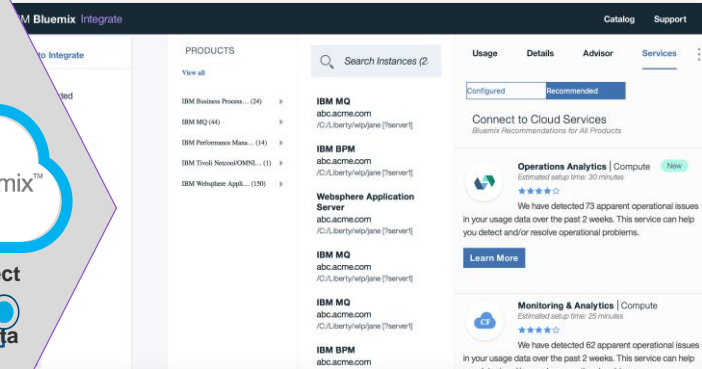 M Bluemix Integrate
Catalog Support
to Integrate
ted
mix™
ect
ta
PRODUCTS
View all
IBM Business Process... (24)
IBM MQ (44)
IBM Performance Mana... (14)
IBM Tivoli Netcool/OMNI... (1)
IBM Websphere Appli... (150)
Search Instances (2
IBM MQ
abc.acme.com
/C:/Liberty/wlp/jane [?server1]
IBM BPM
abc.acme.com
/C:/Liberty/wlp/jane [?server1]
Websphere Application
Server
abc.acme.com
/C:/Liberty/wlp/jane [?server1]
IBM MQ
abc.acme.com
/C:/Liberty/wlp/jane [?server1]
IBM MQ
abc.acme.com
/C:/Liberty/wlp/jane [?server1]
IBM BPM
abc.acme.com
Usage Details Advisor Services
Configured Recommended
Connect to Cloud Services
Bluemix Recommendations for All Products
Operations Analytics | Compute New
Estimated setup time: 30 minutes
We have detected 73 apparent operational issues
in your usage data over the past 2 weeks. This service can help
you detect and/or resolve operational problems.
Learn More
CF
Monitoring & Analytics | Compute
Estimated setup time: 25 minutes
We have detected 62 apparent operational issues
in your usage data over the past 2 weeks. This service can help